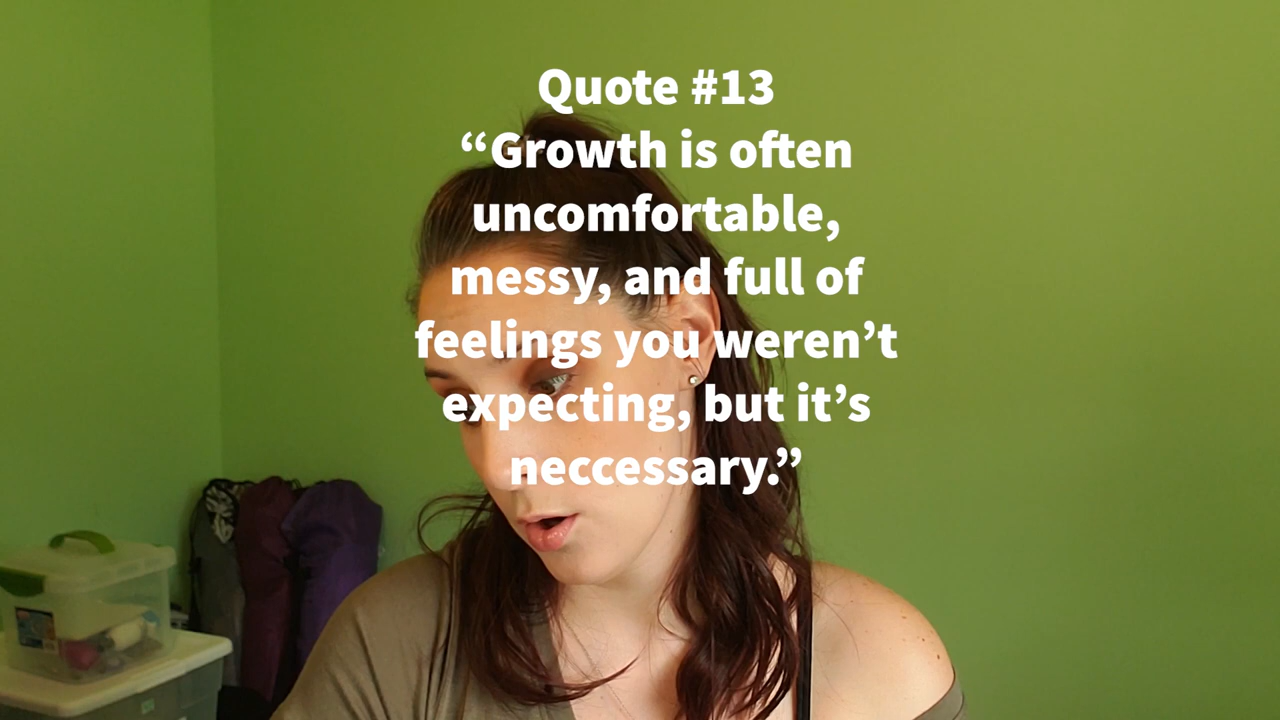 Quote #13
“Growth is often
uncomfortable,
messy, and full of
feelings you weren’t
expecting, but it’s
neccessary.”